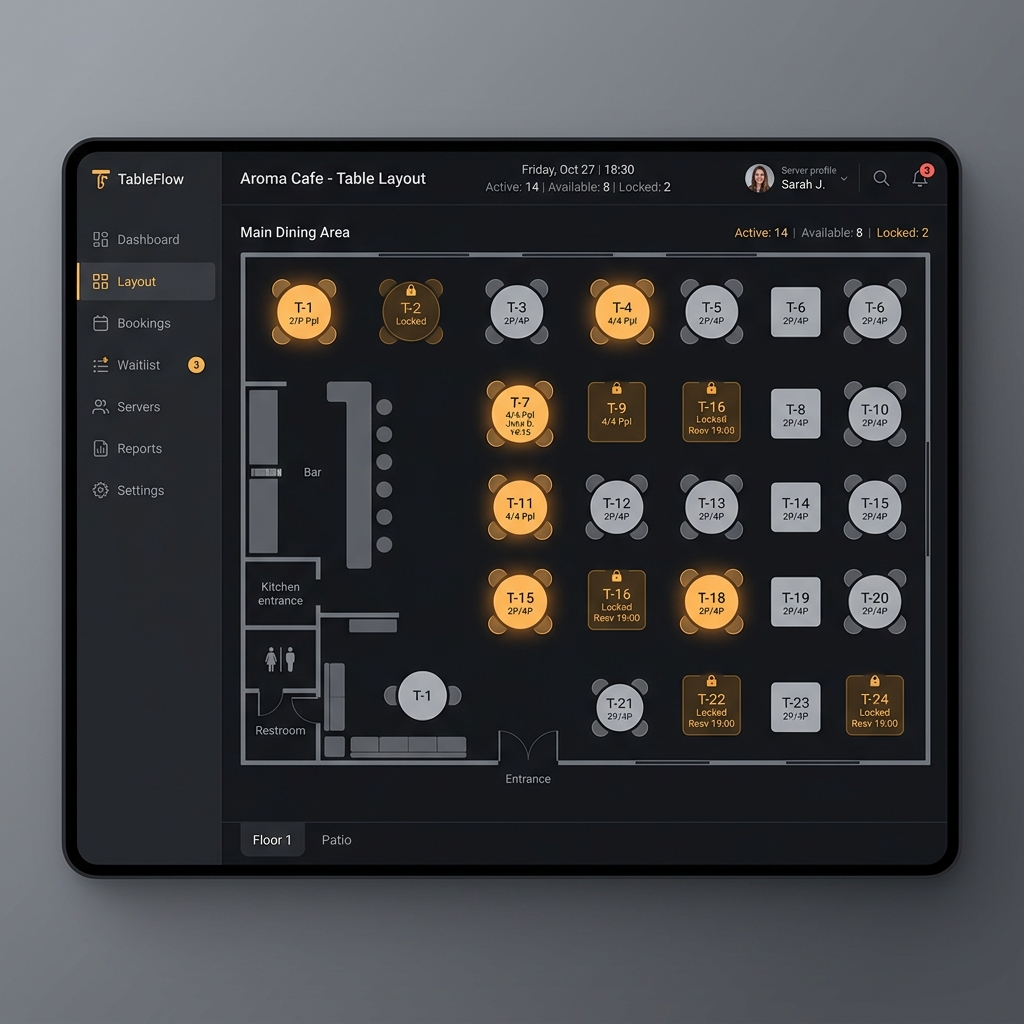 TableFlow
Dashboard
Layout
Bookings
Waitlist 3
Servers
Reports
Settings
Aroma Cafe - Table Layout
Friday, Oct 27 | 18:30
Active: 14 | Available: 8 | Locked: 2
Server profile
Sarah J.
3
Main Dining Area
Active: 14 | Available: 8 | Locked: 2
T-1
2/P Ppl
T-2
Locked
T-3
2P/4P
T-4
4/4 Ppl
T-5
2P/4P
T-6
2P/4P
T-6
2P/4P
T-7
T-9
4/4 Ppl
T-16
Locked
19:00
T-8
2P/4P
T-10
2P/4P
Bar
T-11
4/4 Ppl
T-12
2P/4P
T-13
2P/4P
T-14
2P/4P
T-15
2P/4P
Kitchen
entrance
T-15
2P/4P
T-16
Locked
Resv 19:00
T-18
2P/4P
T-19
2P/4P
T-20
2P/4P
Restroom
T-1
T-21
29/4P
T-22
Locked
Resv 19:00
T-23
29/4P
T-24
Locked
Resv 19:00
Entrance
Floor 1
Patio